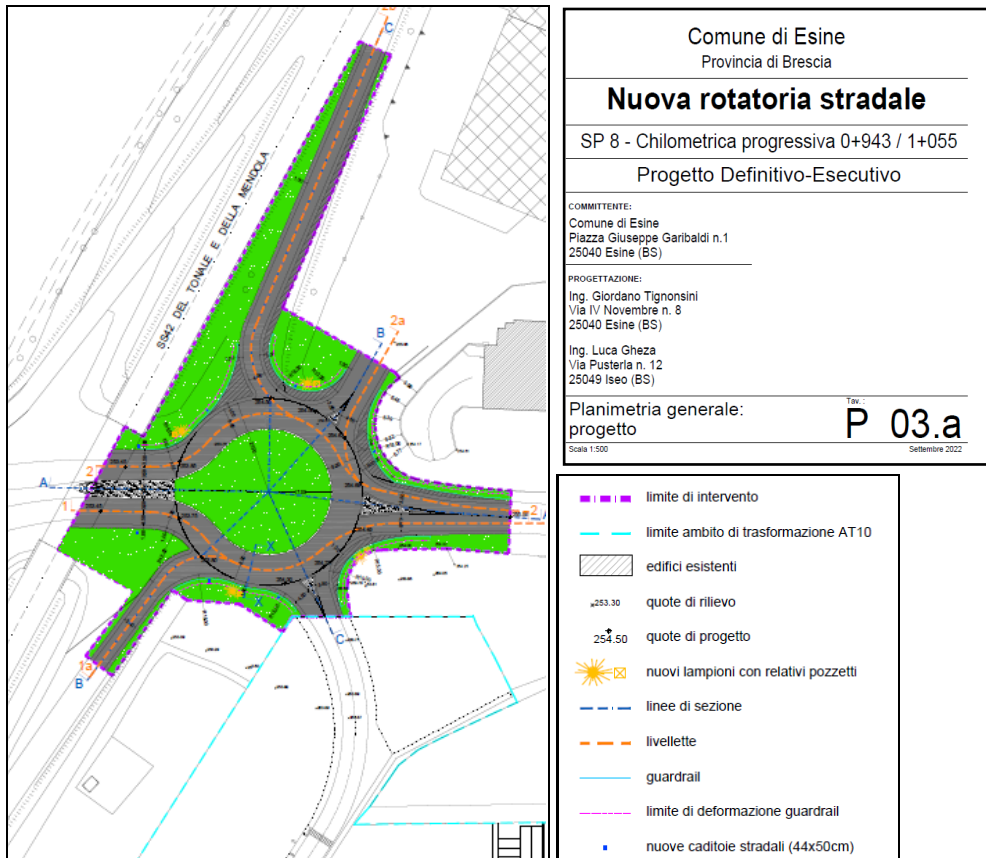 2b
C
SS42 DEL TONALE E DELLA MENDOLA
2a
B
A
2
1
2
A
X
X
C
1a
B
Comune di Esine
Provincia di Brescia
Nuova rotatoria stradale
SP 8 - Chilometrica progressiva 0+943 / 1+055
Progetto Definitivo-Esecutivo
COMMITTENTE:
Comune di Esine
Piazza Giuseppe Garibaldi n.1
25040 Esine (BS)
PROGETTAZIONE:
Ing. Giordano Tignonsini
Via IV Novembre n. 8
25040 Esine (BS)
Ing. Luca Gheza
Via Pusterla n. 12
25049 Iseo (BS)
Planimetria generale:
progetto
Tav.:
P 03.a
Scala 1:500
Settembre 2022
limite di intervento
limite ambito di trasformazione AT10
edifici esistenti
253.30 quote di rilievo
254.50 quote di progetto
nuovi lampioni con relativi pozzetti
linee di sezione
livellette
guardrail
limite di deformazione guardrail
nuove caditoie stradali (44x50cm)